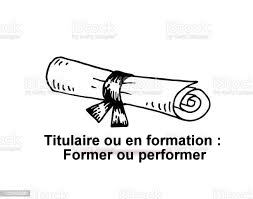 Titulaire ou en formation :
Former ou performer